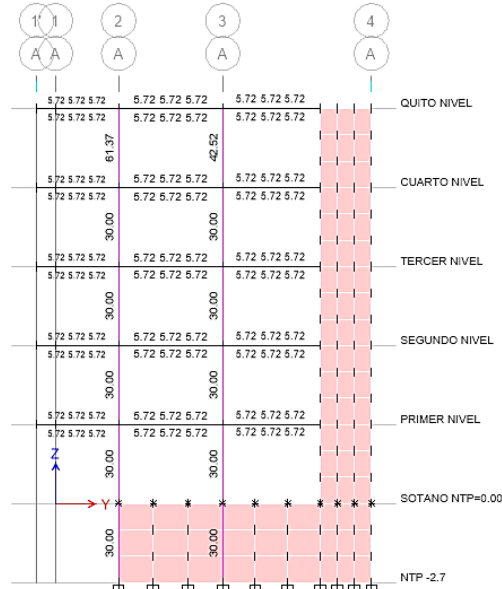 1' 1 2 3 4
A A A A A
5.72 5.72 5.72 5.72 5.72 5.72 5.72 5.72 5.72 QUITO NIVEL
5.72 5.72 5.72 5.72 5.72 5.72 5.72 5.72 5.72
61.37 42.52
5.72 5.72 5.72 5.72 5.72 5.72 5.72 5.72 5.72 CUARTO NIVEL
5.72 5.72 5.72 5.72 5.72 5.72 5.72 5.72 5.72
30.00 30.00
5.72 5.72 5.72 5.72 5.72 5.72 5.72 5.72 5.72 TERCER NIVEL
5.72 5.72 5.72 5.72 5.72 5.72 5.72 5.72 5.72
30.00 30.00
5.72 5.72 5.72 5.72 5.72 5.72 5.72 5.72 5.72 SEGUNDO NIVEL
5.72 5.72 5.72 5.72 5.72 5.72 5.72 5.72 5.72
30.00 30.00
5.72 5.72 5.72 5.72 5.72 5.72 5.72 5.72 5.72 PRIMER NIVEL
5.72 5.72 5.72 5.72 5.72 5.72 5.72 5.72 5.72
Z 30.00 30.00
Y SOTANO NTP=0.00
30.00 30.00
NTP -2.7